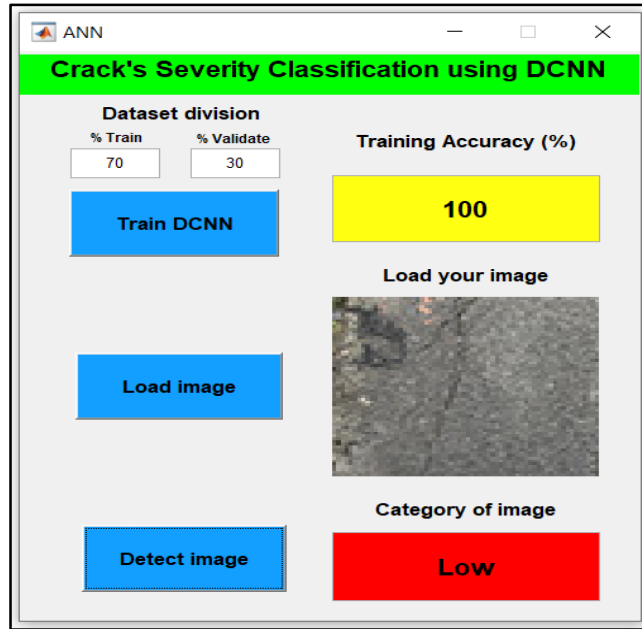 ANN
Crack's Severity Classification using DCNN
Dataset division
% Train % Validate
70 30
Train DCNN
Training Accuracy (%)
100
Load your image
Load image
Category of image
Detect image
Low